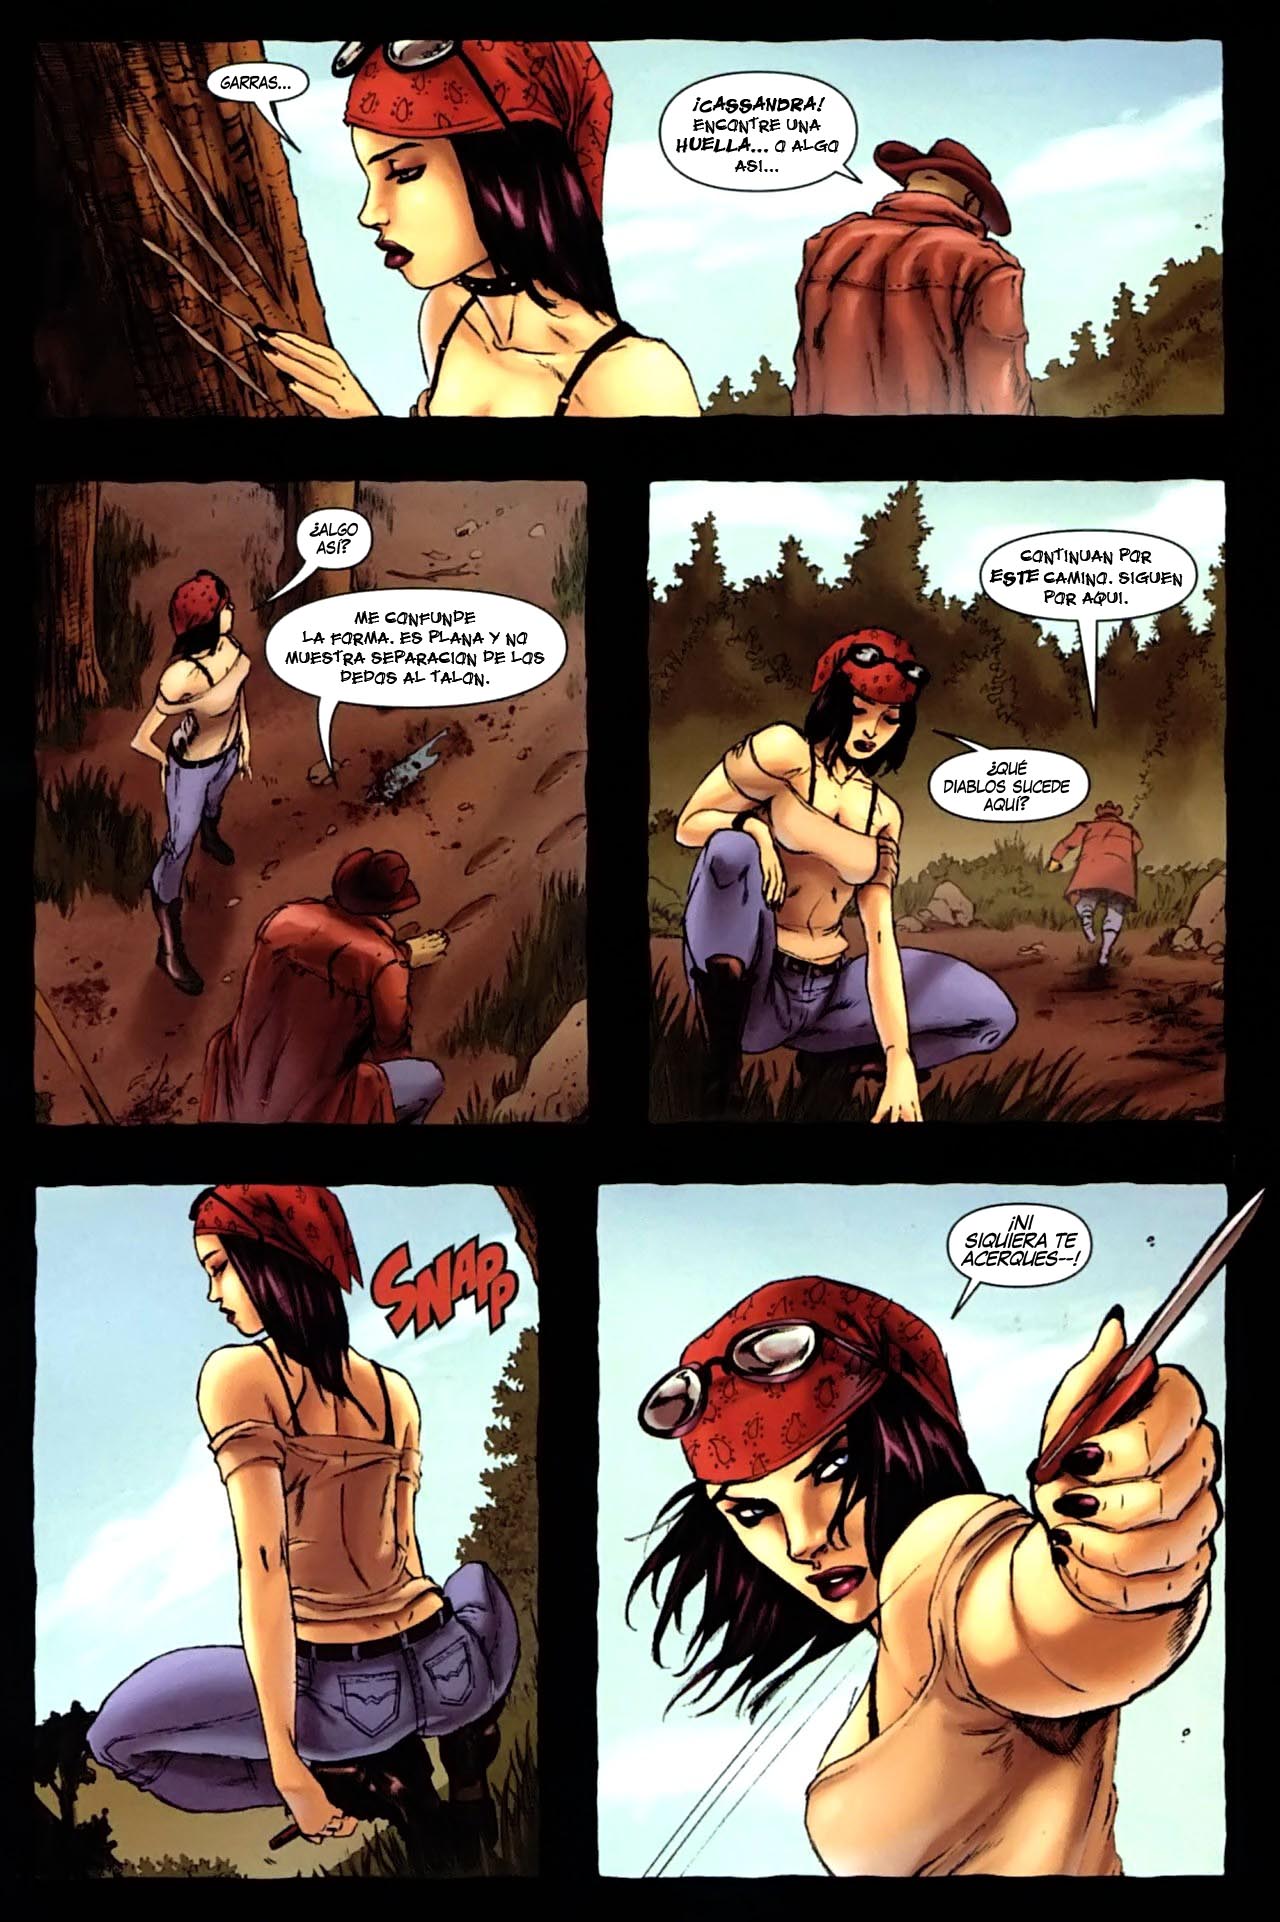 GARRAS...
¡CASSANDRA!
ENCONTRE UNA
HUELLA... O ALGO
ASI...
¿ALGO
ASÍ?
ME CONFUNDE
LA FORMA. ES PLANA Y NO
MUESTRA SEPARACION DE LOS
DEDOS AL TALON.
CONTINUAN POR
ESTE CAMINO. SIGUEN
POR AQUI.
¿QUÉ
DIABLOS SUCEDE
AQUÍ?
SNAPP
¡NI
SIQUIERA TE
ACERQUES--!